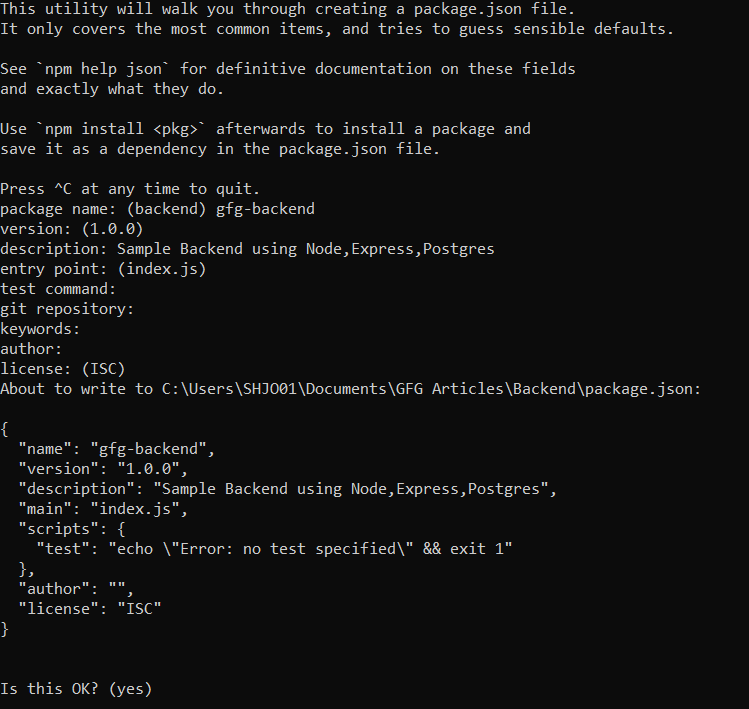 This utility will walk you through creating a package.json file.
It only covers the most common items, and tries to guess sensible defaults.

See `npm help json` for definitive documentation on these fields
and exactly what they do.

Use `npm install <pkg>` afterwards to install a package and
save it as a dependency in the package.json file.

Press ^C at any time to quit.
package name: (backend) gfg-backend
version: (1.0.0)
description: Sample Backend using Node,Express,Postgres
entry point: (index.js)
test command:
git repository:
keywords:
author:
license: (ISC)
About to write to C:\Users\SHJO01\Documents\GFG Articles\Backend\package.json:

{
  "name": "gfg-backend",
  "version": "1.0.0",
  "description": "Sample Backend using Node,Express,Postgres",
  "main": "index.js",
  "scripts": {
    "test": "echo \"Error: no test specified\" && exit 1"
  },
  "author": "",
  "license": "ISC"
}


Is this OK? (yes)